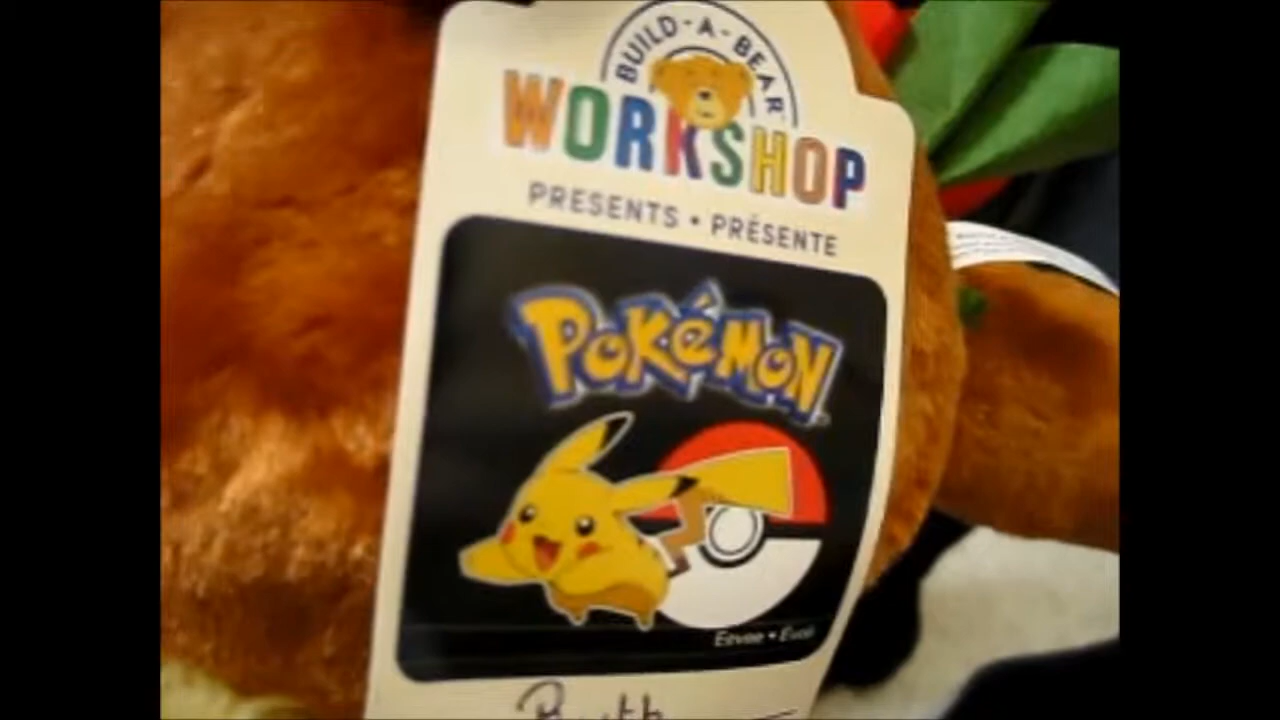 BUILD-A-BEAR
WORKSHOP
PRESENTS • PRÉSENTE
POKéMON
Eevee • Évoli